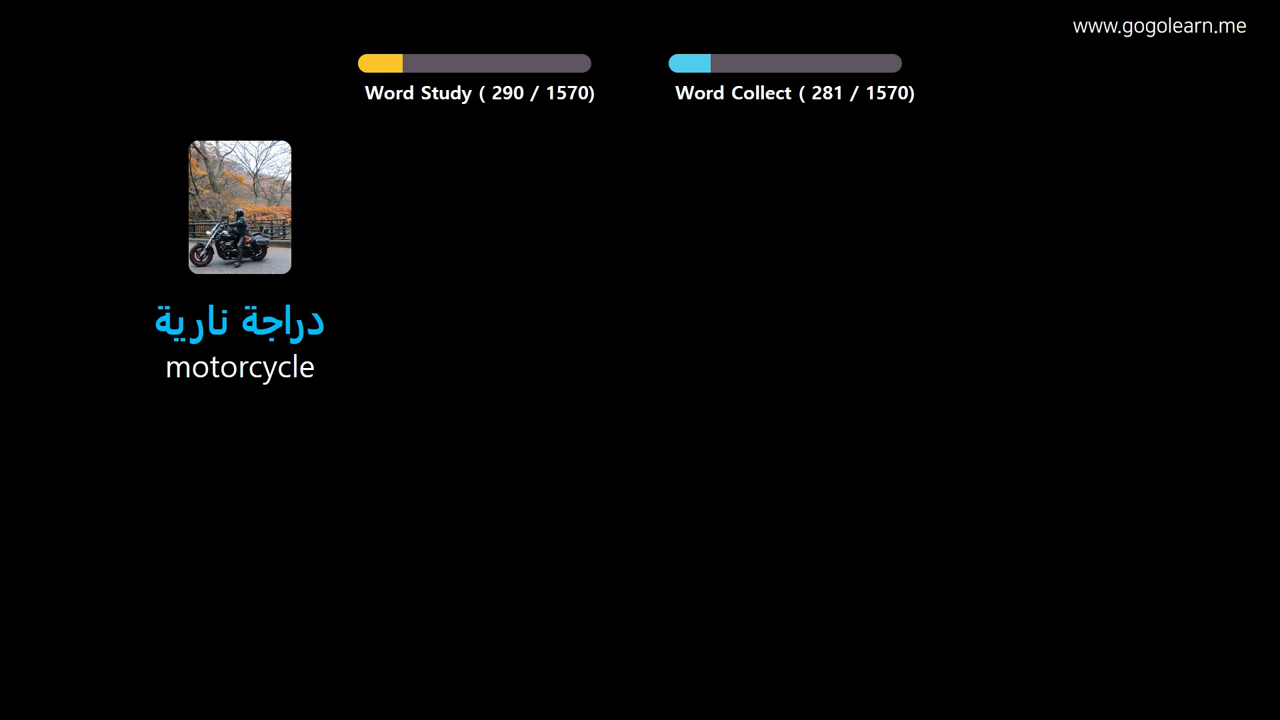 www.gogolearn.me
Word Study ( 290 / 1570)
Word Collect ( 281 / 1570)
دراجة نارية
motorcycle